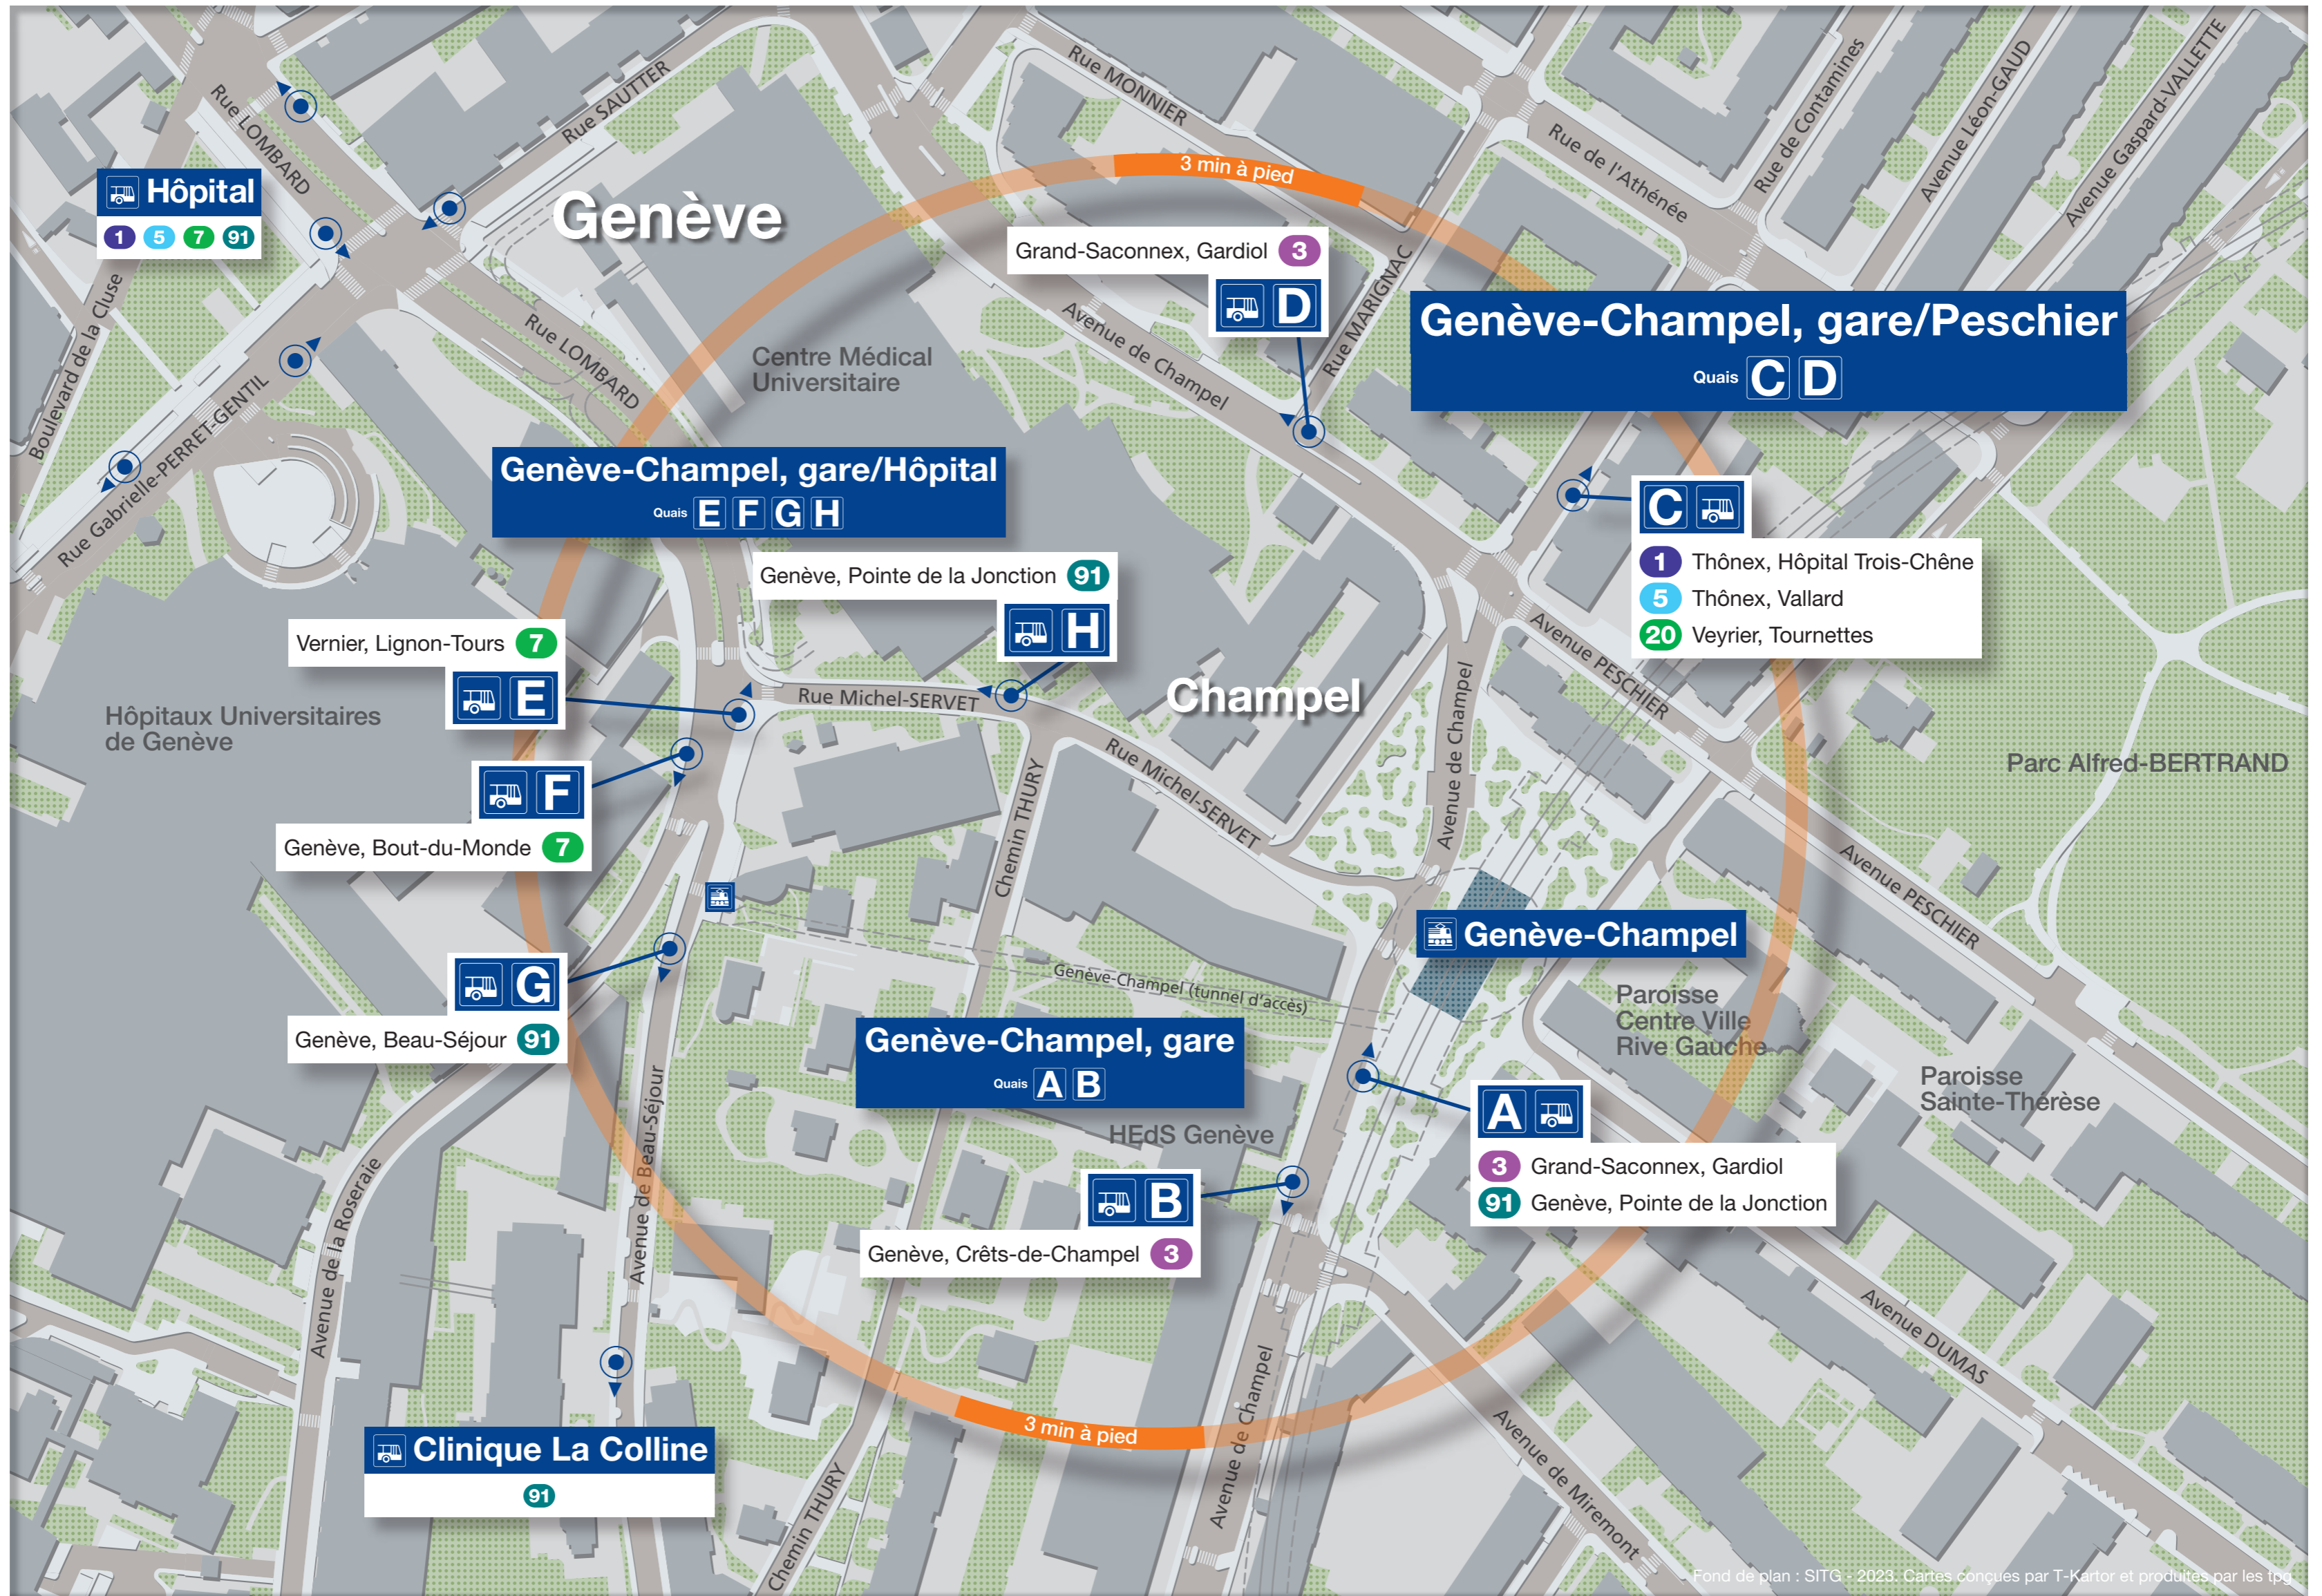 Rue LOMBARD
Rue SAUTTER
Rue MONNIER
Rue de l'Athénée
Rue de Contamines
Avenue Léon-GAUD
Avenue Gaspard-VALLETTE
3 min à pied
Hôpital
1 5 7 91
Genève
Grand-Saconnex, Gardiol 3
D
Rue MARIGNAC
Genève-Champel, gare/Peschier
Quais C D
Boulevard de la Cluse
Rue LOMBARD
Centre Médical
Universitaire
Avenue de Champel
Rue Gabrielle-PERRET-GENTIL
Genève-Champel, gare/Hôpital
Quais E F G H
C
1 Thônex, Hôpital Trois-Chêne
5 Thônex, Vallard
20 Veyrier, Tournettes
Genève, Pointe de la Jonction 91
H
Vernier, Lignon-Tours 7
E
Rue Michel-SERVET
Champel
Avenue PESCHIER
Hôpitaux Universitaires
de Genève
Avenue de Champel
Parc Alfred-BERTRAND
F
Genève, Bout-du-Monde 7
Chemin THURY
Rue Michel-SERVET
Avenue PESCHIER
Genève-Champel
G
Genève, Beau-Séjour 91
Genève-Champel (tunnel d'accès)
Paroisse
Centre Ville
Rive Gauche
Genève-Champel, gare
Quais A B
Paroisse
Sainte-Thérèse
HEdS Genève
A
3 Grand-Saconnex, Gardiol
91 Genève, Pointe de la Jonction
B
Genève, Crêts-de-Champel 3
Avenue de Beau-Séjour
Avenue de la Roseraie
Avenue DUMAS
3 min à pied
Avenue de Champel
Avenue de Miremont
Clinique La Colline
91
Chemin THURY
Fond de plan : SITG - 2023. Cartes conçues par T-Kartor et produites par les tpg